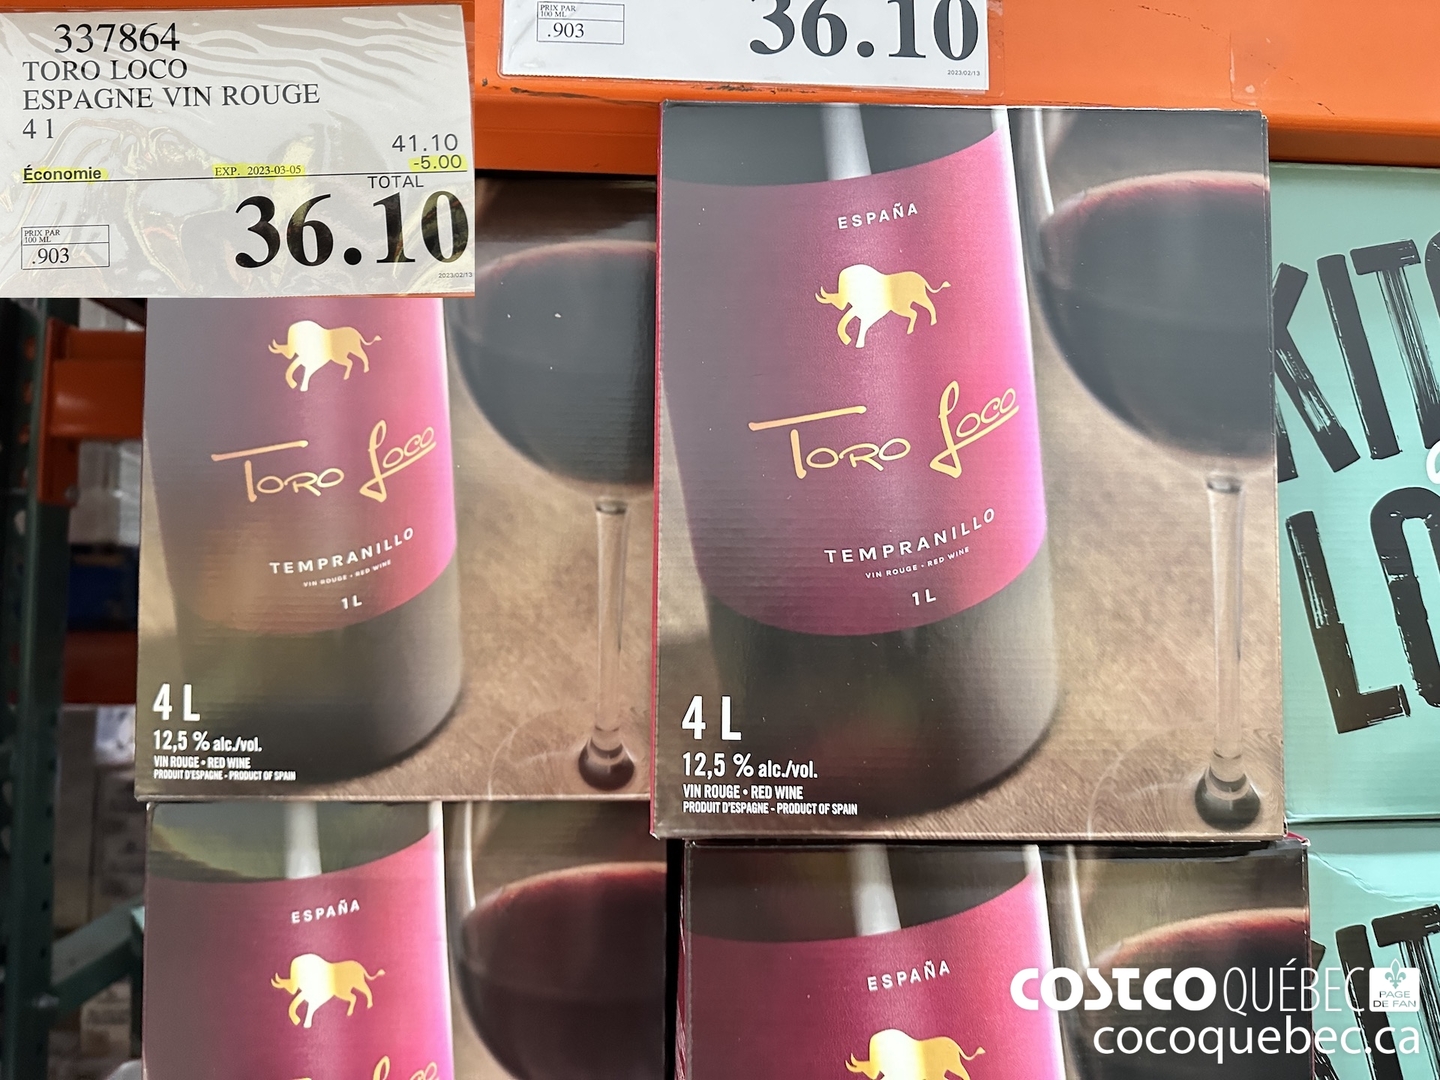 337864
TORO LOCO
ESPAGNE VIN ROUGE
4 l
41.10
Économie
EXP. 2023-03-05
-5.00
TOTAL
36.10
PRIX PAR
100 ML
.903
2023/02/13
PRIX PAR
100 ML
.903
36.10
2023/02/13
TORO LOCO
TEMPRANILLO
VIN ROUGE • RED WINE
1 L
4 L
12,5 % alc./vol.
VIN ROUGE • RED WINE
PRODUIT D'ESPAGNE - PRODUCT OF SPAIN
ESPAÑA
TORO LOCO
TEMPRANILLO
VIN ROUGE • RED WINE
1 L
4 L
12,5 % alc./vol.
VIN ROUGE • RED WINE
PRODUIT D'ESPAGNE - PRODUCT OF SPAIN
ESPAÑA
ESPAÑA
COSTCO QUÉBEC
PAGE
DE FAN
cocoquebec.ca